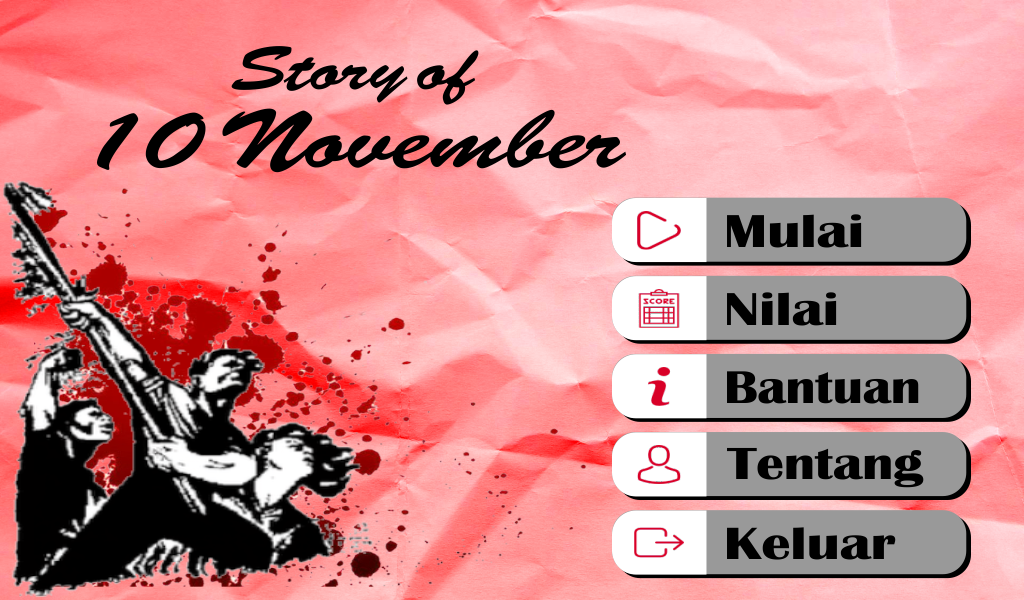 Story of
10 November
Mulai
SCORE
Nilai
Bantuan
Tentang
Keluar